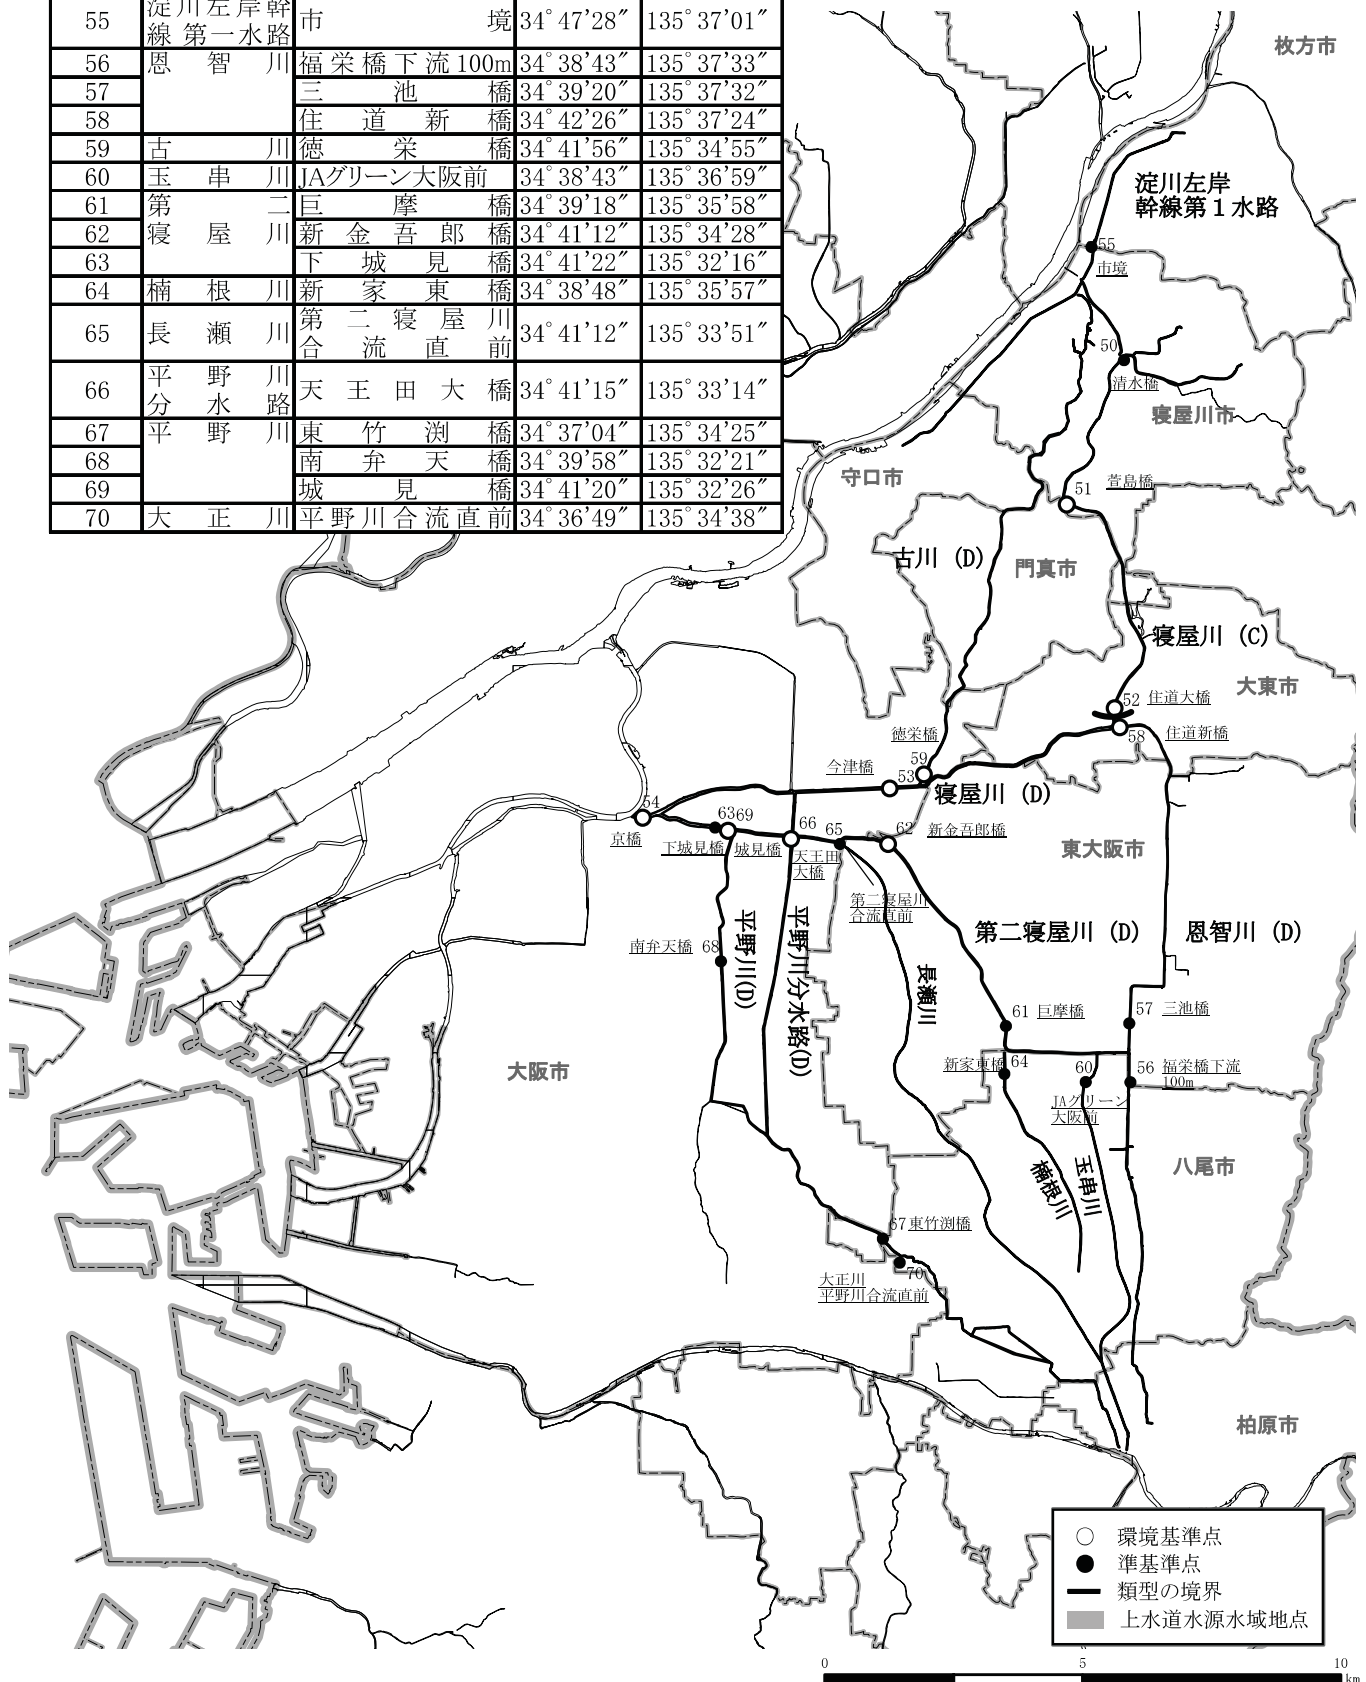 55 淀川左岸幹線第一水路 市境 34°47′28″ 135°37′01″
56 恩智川 福栄橋下流100m 34°38′43″ 135°37′33″
57 三池橋 34°39′20″ 135°37′32″
58 住道新橋 34°42′26″ 135°37′24″
59 古川 徳栄橋 34°41′56″ 135°34′55″
60 玉串川 JAグリーン大阪前 34°38′43″ 135°36′59″
61 第二寝屋川 巨摩橋 34°39′18″ 135°35′58″
62 新金吾郎橋 34°41′12″ 135°34′28″
63 下城見橋 34°41′22″ 135°32′16″
64 楠根川 新家東橋 34°38′48″ 135°35′57″
65 長瀬川 第二寝屋川合流直前 34°41′12″ 135°33′51″
66 平野川分水路 天王田大橋 34°41′15″ 135°33′14″
67 平野川 東竹渕橋 34°37′04″ 135°34′25″
68 南弁天橋 34°39′58″ 135°32′21″
69 城見橋 34°41′20″ 135°32′26″
70 大正川 平野川合流直前 34°36′49″ 135°34′38″
枚方市
淀川左岸
幹線第１水路
55
市境
50
清水橋
寝屋川市
守口市
51
萱島橋
古川 (D)
門真市
寝屋川 (C)
大東市
52 住道大橋
58 住道新橋
徳栄橋
59
今津橋
53
寝屋川 (D)
54
京橋
63 69
下城見橋
城見橋
66
天王田
大橋
65
第二寝屋川
合流直前
62
新金吾郎橋
東大阪市
第二寝屋川 (D)
恩智川 (D)
南弁天橋 68
平野川(D)
平野川分水路(D)
長瀬川
61 巨摩橋
57 三池橋
新家東橋
64
60
JAグリーン
大阪前
56 福栄橋下流
100m
大阪市
楠根川
玉串川
八尾市
67 東竹渕橋
70
大正川
平野川合流直前
柏原市
○ 環境基準点
● 準基準点
類型の境界
上水道水源水域地点
0 5 10
km